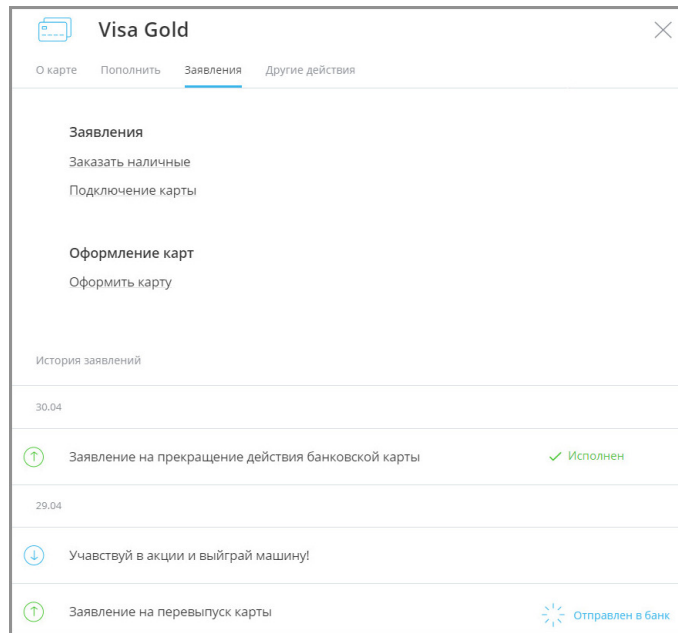 Visa Gold
О карте Пополнить Заявления Другие действия
Заявления
Заказать наличные
Подключение карты
Оформление карт
Оформить карту
История заявлений
30.04
Заявление на прекращение действия банковской карты Исполнен
29.04
Учавствуй в акции и выйграй машину!
Заявление на перевыпуск карты Отправлен в банк